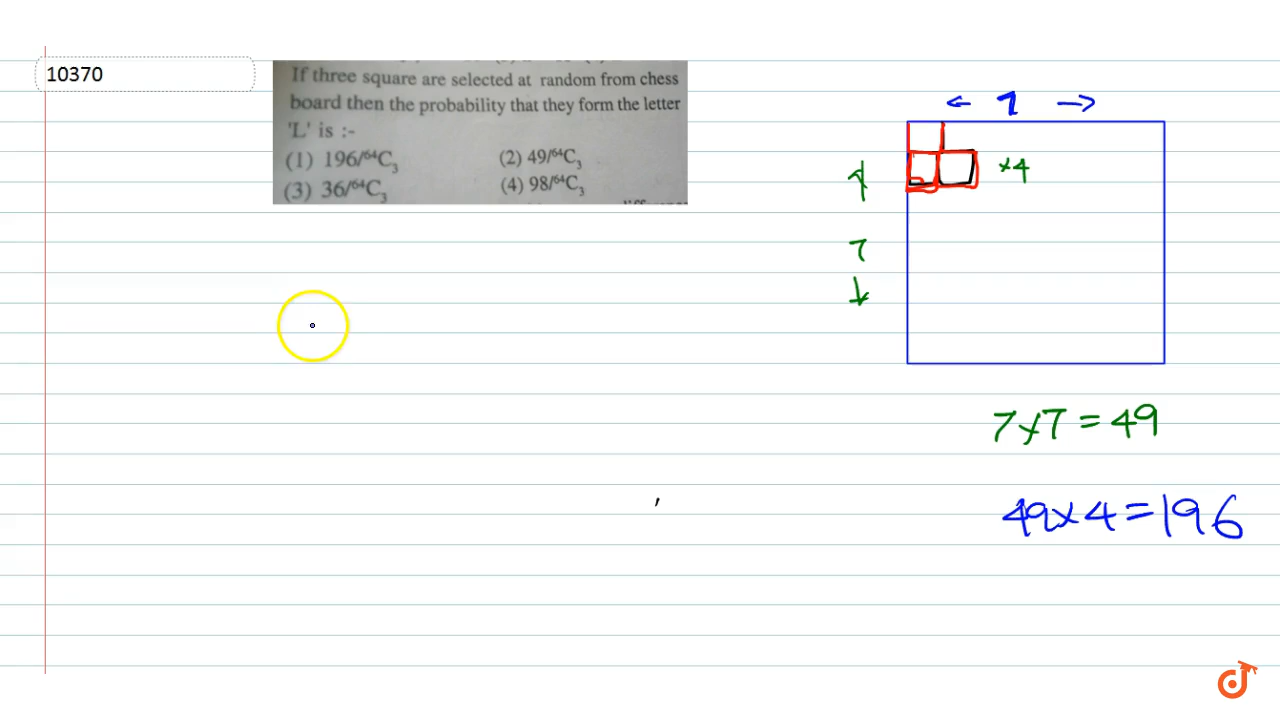 10370
If three square are selected at random from chess
board then the probability that they form the letter
'L' is :-
(1) 196/⁶⁴C₃ (2) 49/⁶⁴C₃
(3) 36/⁶⁴C₃ (4) 98/⁶⁴C₃
← 7 →
×4
7
7×7=49
49×4=196